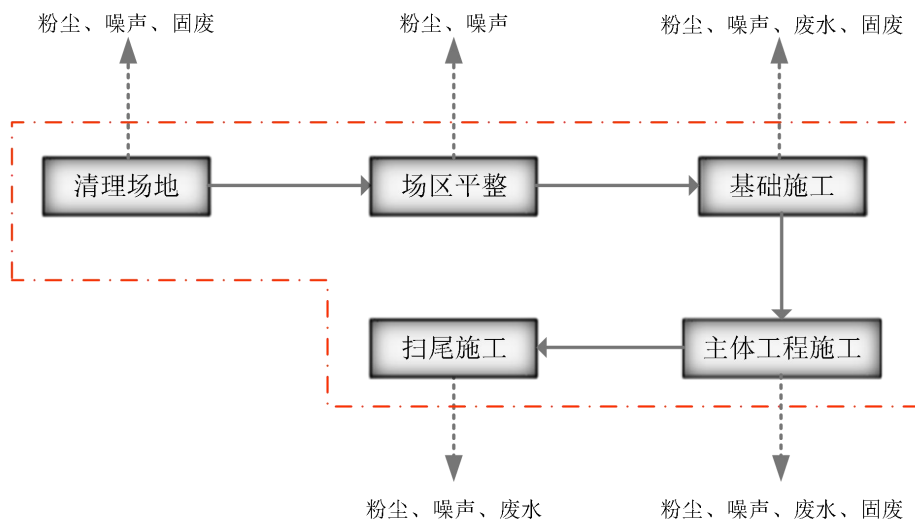 粉尘、噪声、固废
粉尘、噪声
粉尘、噪声、废水、固废
清理场地
场区平整
基础施工
扫尾施工
主体工程施工
粉尘、噪声、废水
粉尘、噪声、废水、固废